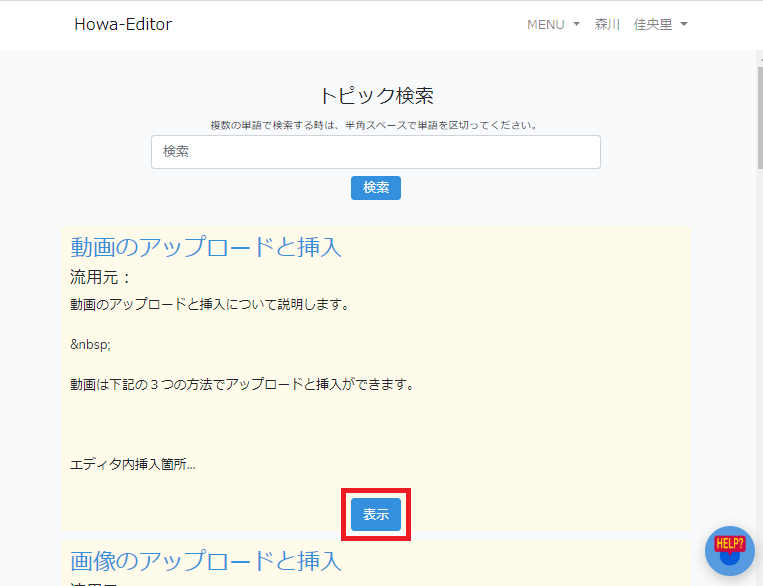 Howa-Editor
MENU 森川 佳央里
トピック検索
複数の単語で検索する時は、半角スペースで単語を区切ってください。
検索
検索
動画のアップロードと挿入
流用元：
動画のアップロードと挿入について説明します。
&nbsp;
動画は下記の３つの方法でアップロードと挿入ができます。
エディタ内挿入箇所...
表示
HELP?
画像のアップロードと挿入